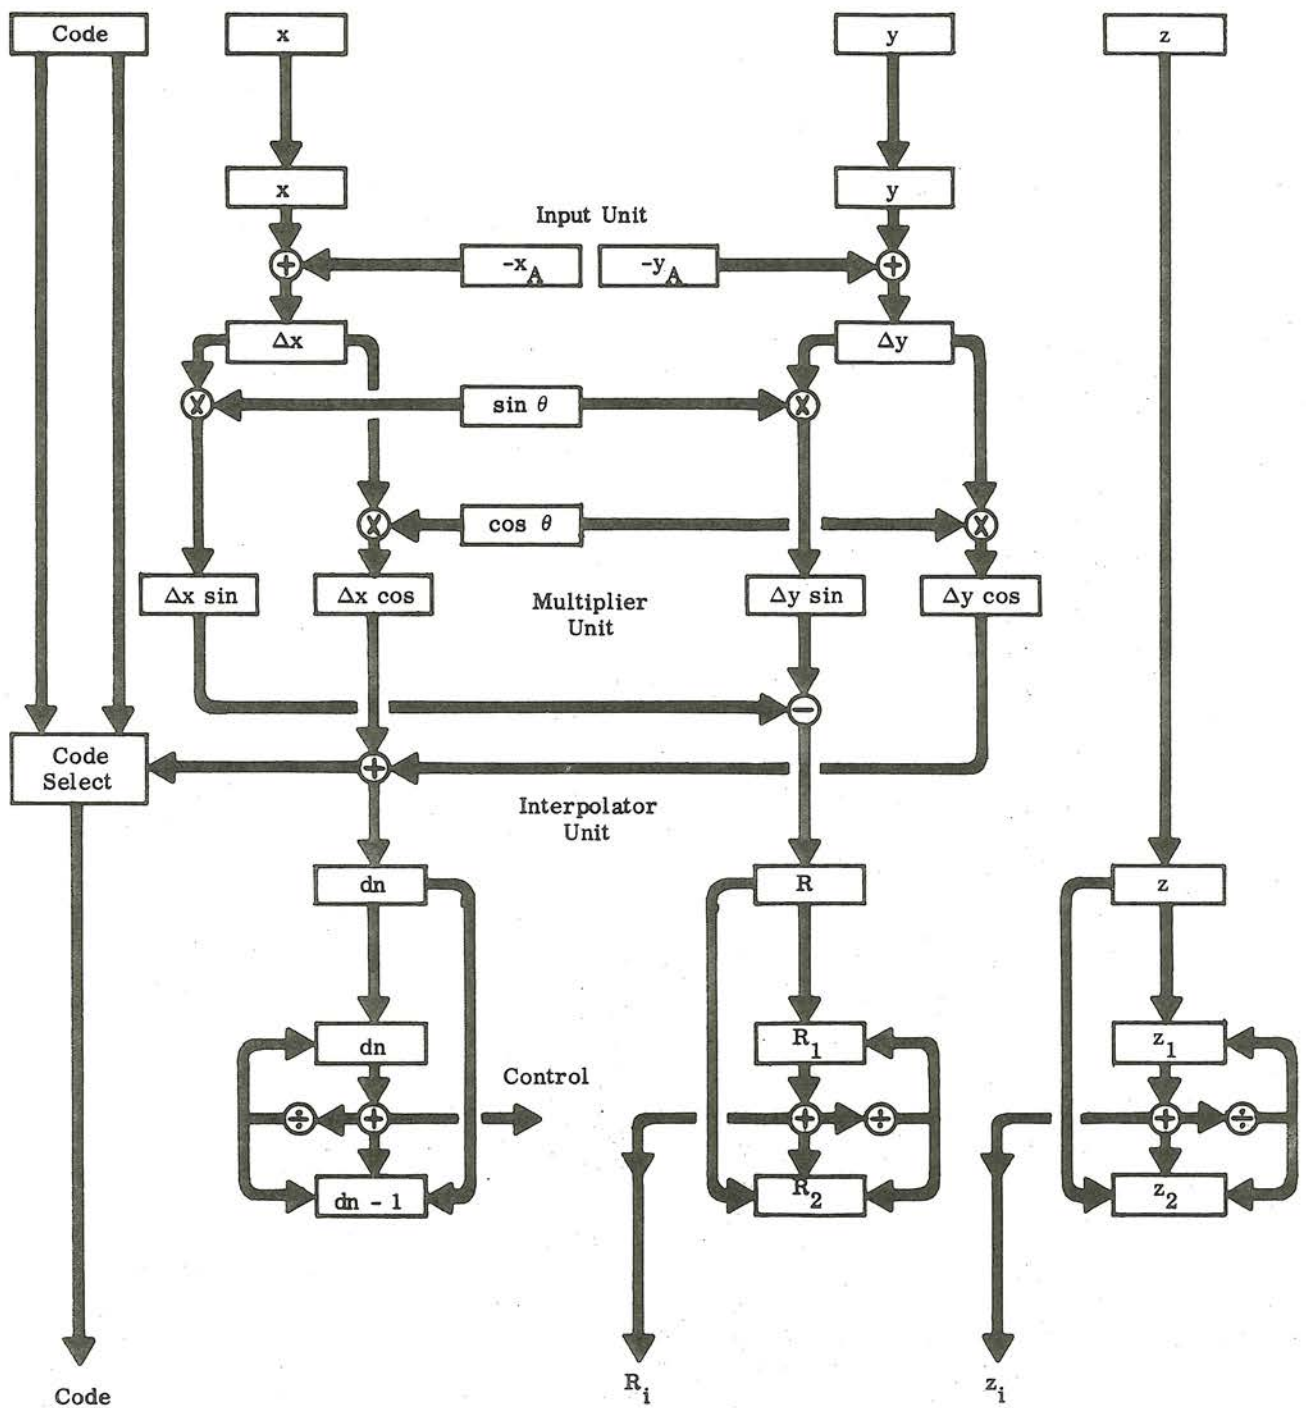 Code
x
y
z
x
y
Input Unit
-x_A
-y_A
+
+
Δx
Δy
X
sin θ
X
X
cos θ
X
Δx sin
Δx cos
Multiplier
Unit
Δy sin
Δy cos
−
Code
Select
+
Interpolator
Unit
dn
R
z
dn
R_1
z_1
Control
÷
+
+
÷
+
÷
dn - 1
R_2
z_2
Code
R_i
z_i